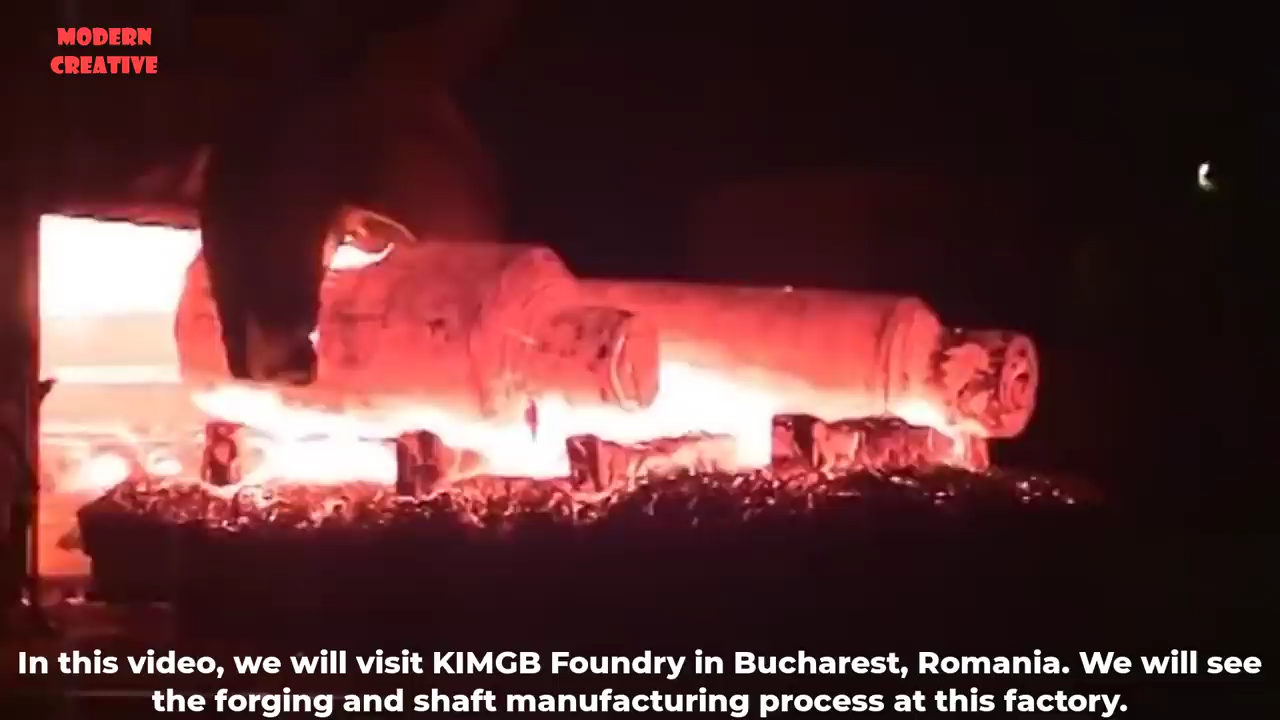 MODERN
CREATIVE
In this video, we will visit KIMGB Foundry in Bucharest, Romania. We will see
the forging and shaft manufacturing process at this factory.